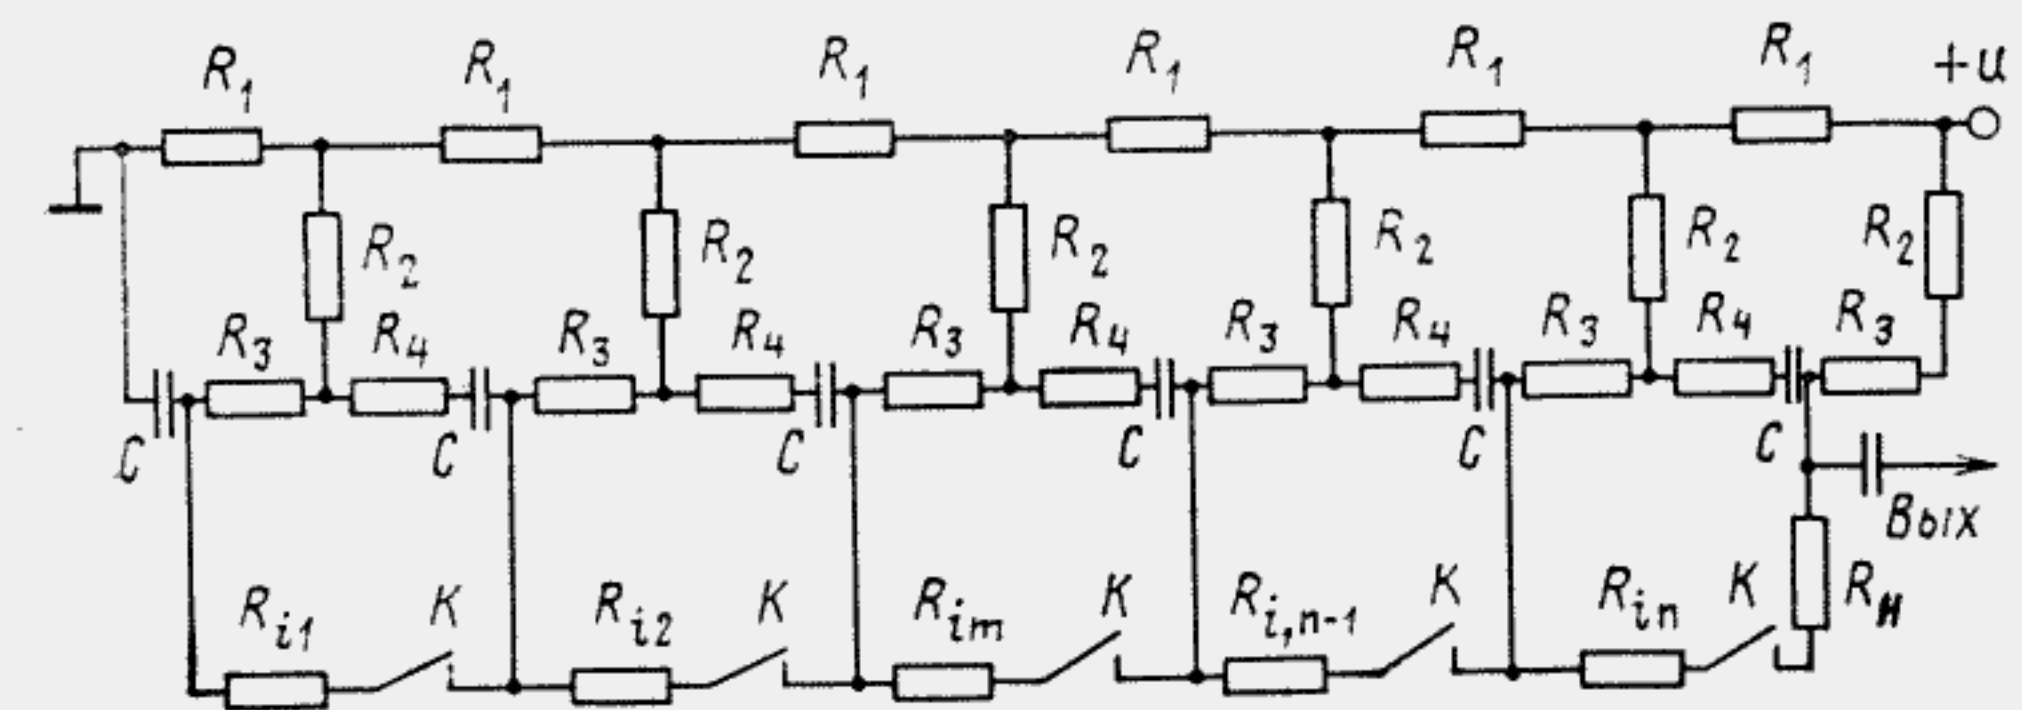 R1 R1 R1 R1 R1 R1 +u
R2 R2 R2 R2 R2 R2
R3 R4 R3 R4 R3 R4 R3 R4 R3 R4 R3
C C C C C C
Вых
Ri1 K Ri2 K Rim K Ri,n-1 K Rin K Rн